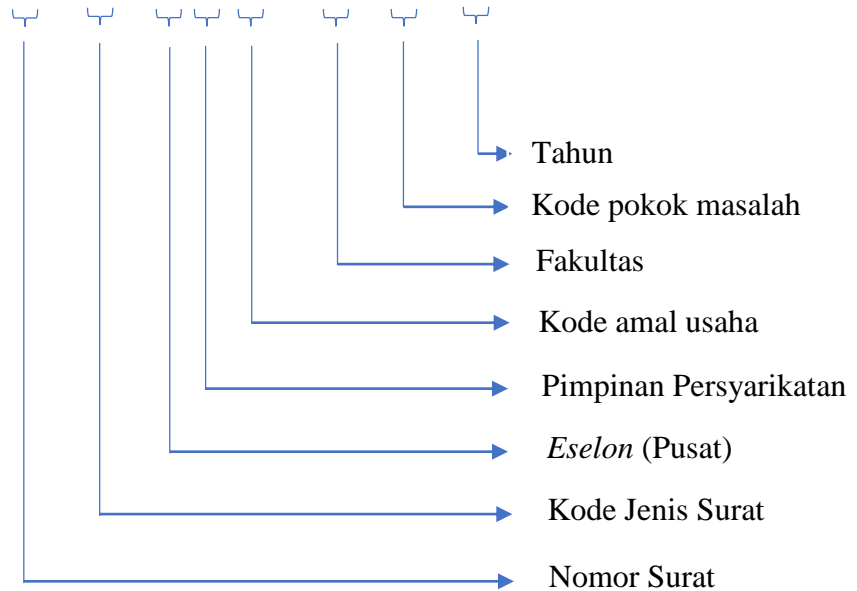 Tahun
Kode pokok masalah
Fakultas
Kode amal usaha
Pimpinan Persyarikatan
Eselon (Pusat)
Kode Jenis Surat
Nomor Surat